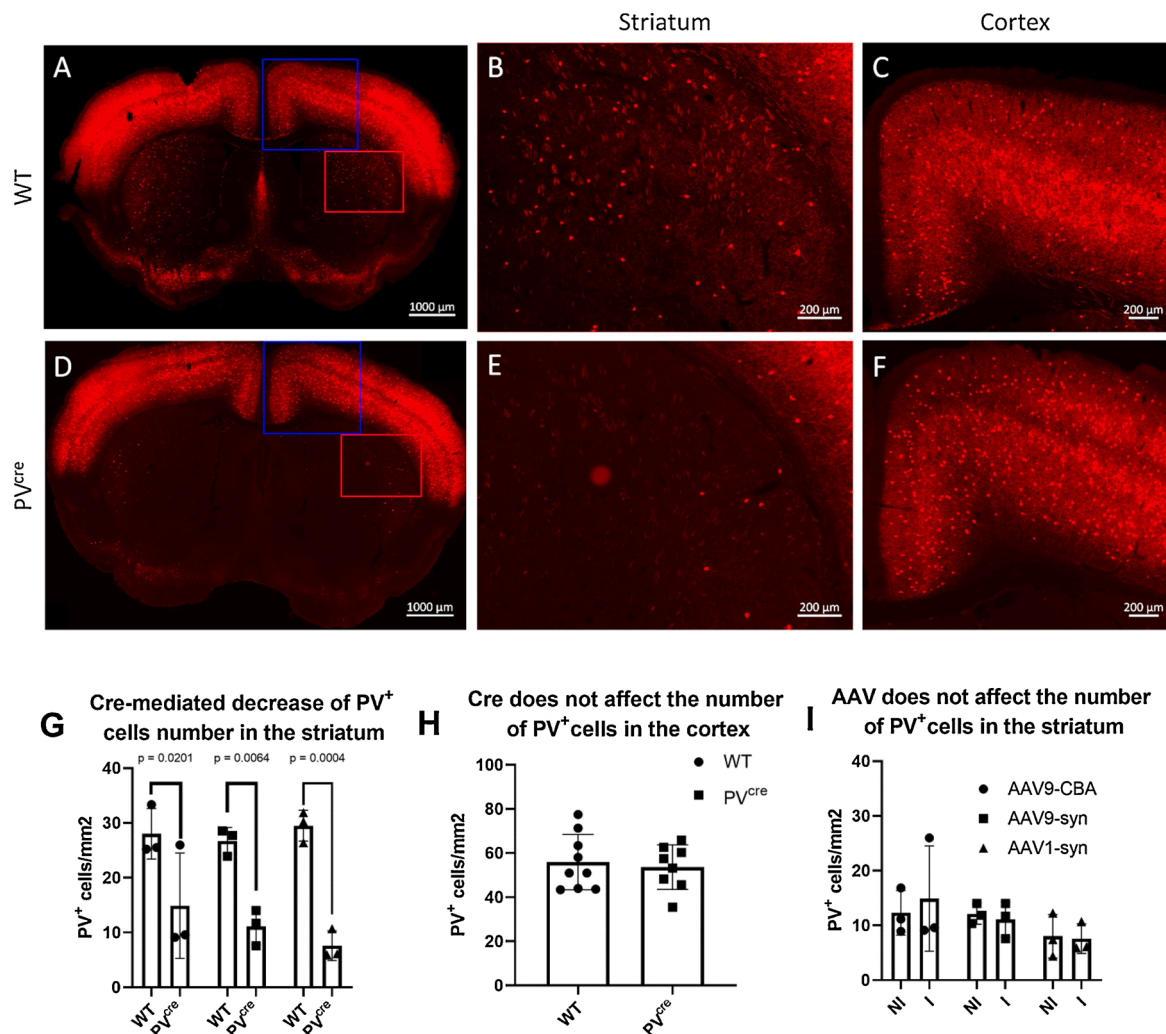 Striatum
Cortex
WT
A
1000 µm
B
200 µm
C
200 µm
PVcre
D
1000 µm
E
200 µm
F
200 µm
G
Cre-mediated decrease of PV+
cells number in the striatum
p = 0.0201
p = 0.0064
p = 0.0004
PV+ cells/mm2
40
30
20
10
0
WT
PVcre
WT
PVcre
WT
PVcre
H
Cre does not affect the number
of PV+ cells in the cortex
WT
PVcre
PV+ cells/mm2
100
80
60
40
20
0
WT
PVcre
I
AAV does not affect the number
of PV+ cells in the striatum
AAV9-CBA
AAV9-syn
AAV1-syn
PV+ cells/mm2
40
30
20
10
0
NI
I
NI
I
NI
I